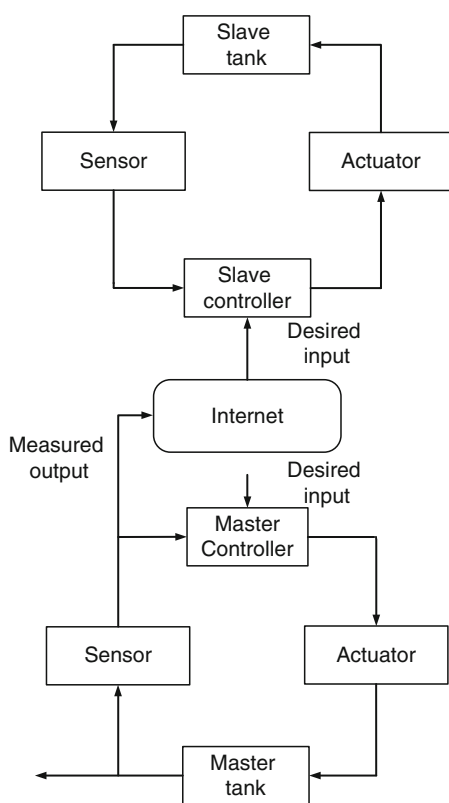 Slave
tank
Sensor
Actuator
Slave
controller
Desired
input
Internet
Measured
output
Desired
input
Master
Controller
Sensor
Actuator
Master
tank